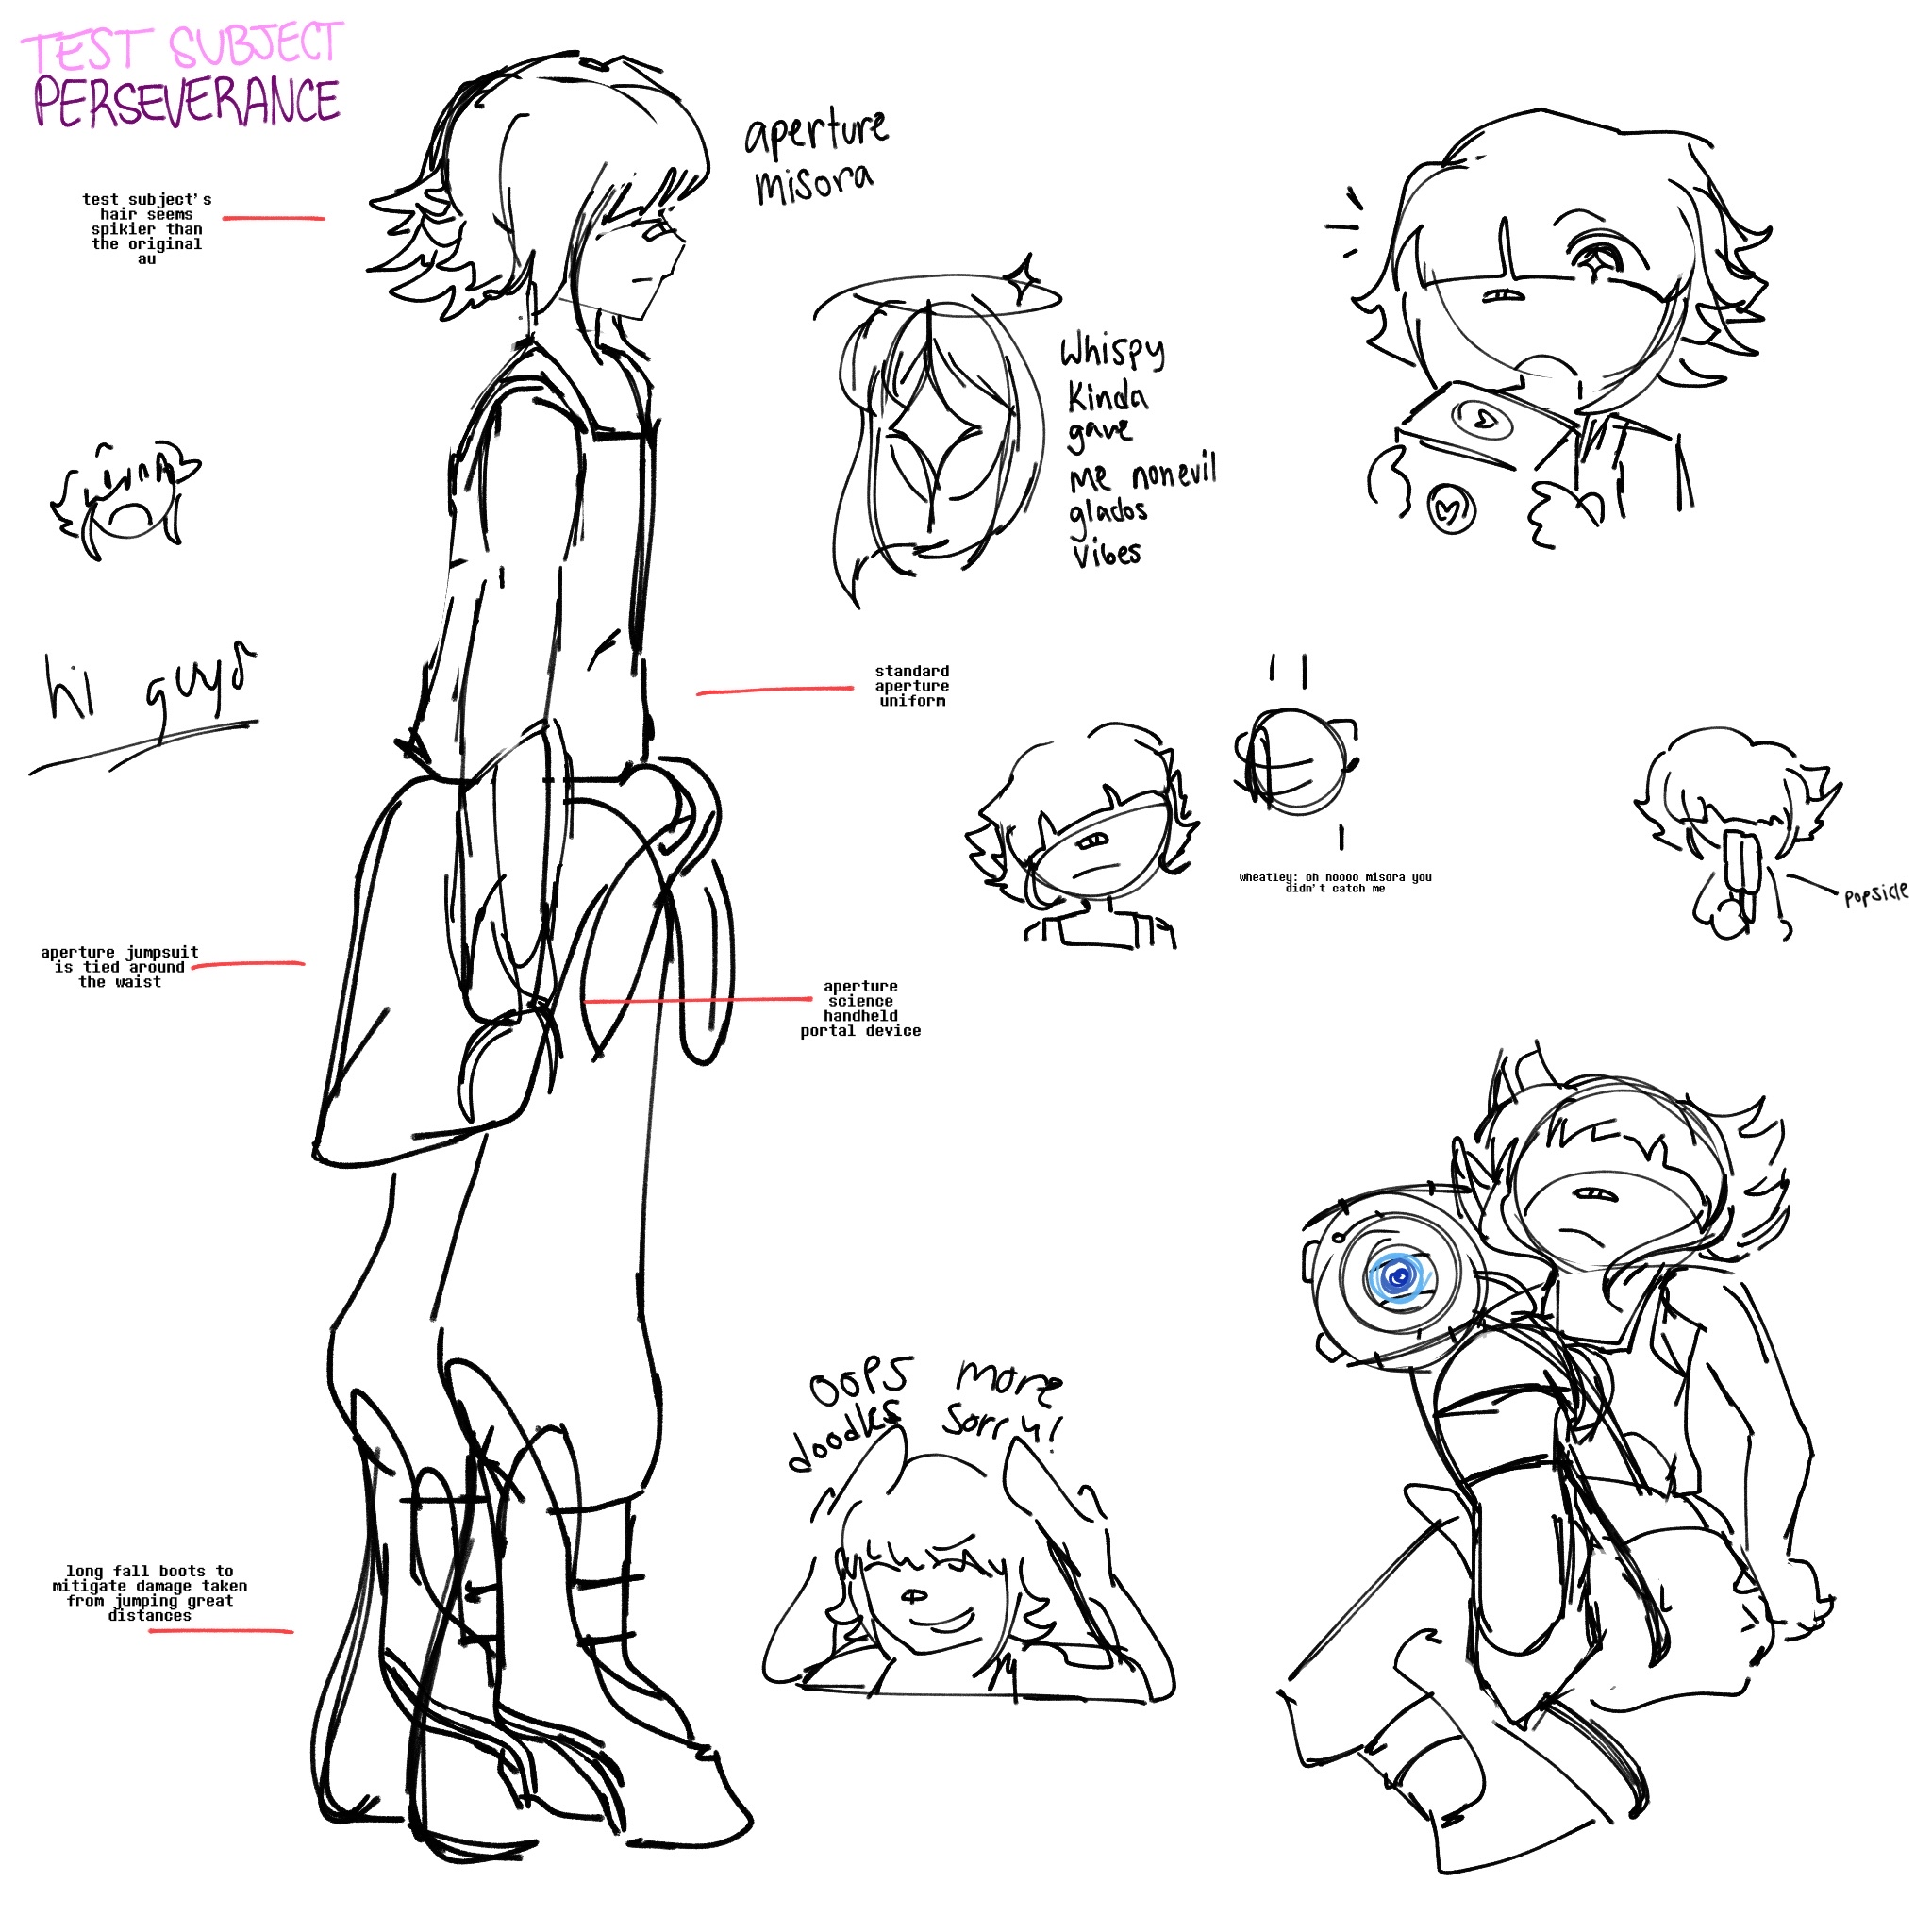 TEST SUBJECT
PERSEVERANCE
test subject's
hair seems
spikier than
the original
au
aperture
misora
Whispy
Kinda
gave
me nonevil
glados
vibes
hi guys
standard
aperture
uniform
wheatley: oh noooo misora you
didn't catch me
popsicle
aperture jumpsuit
is tied around
the waist
aperture
science
handheld
portal device
oops more
doodles sorry!
long fall boots to
mitigate damage taken
from jumping great
distances